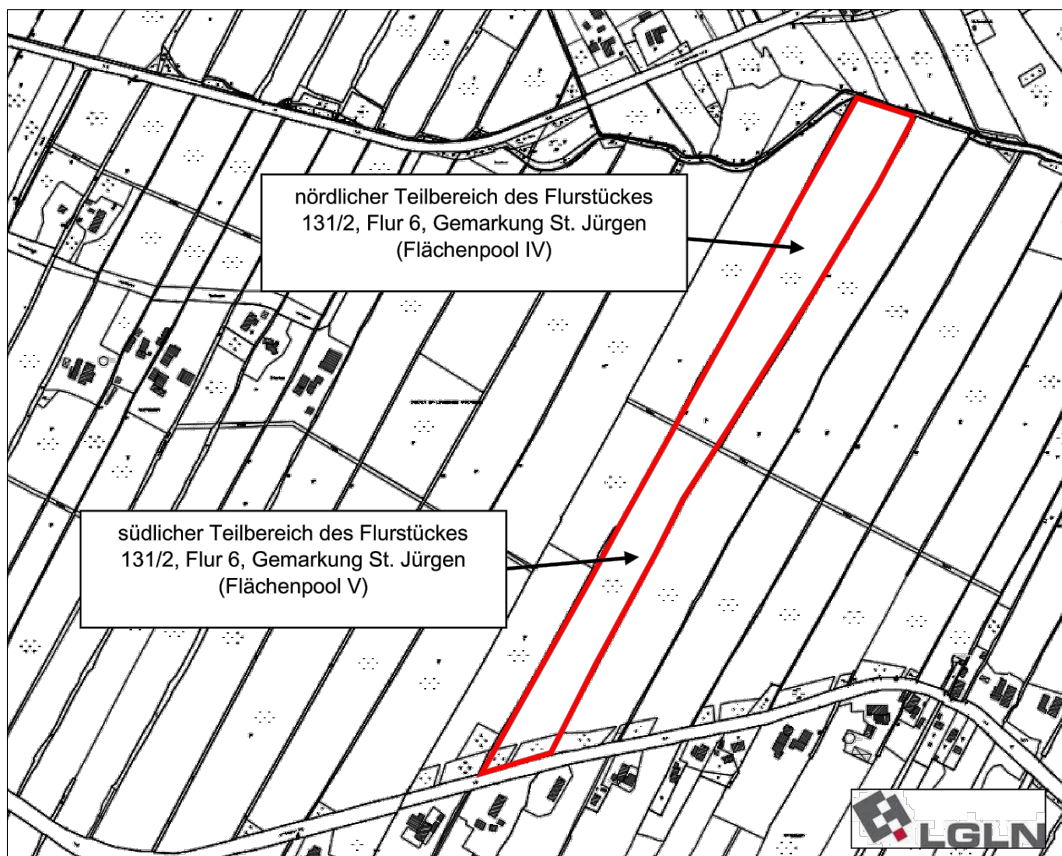 nördlicher Teilbereich des Flurstückes
131/2, Flur 6, Gemarkung St. Jürgen
(Flächenpool IV)
südlicher Teilbereich des Flurstückes
131/2, Flur 6, Gemarkung St. Jürgen
(Flächenpool V)
LGLN